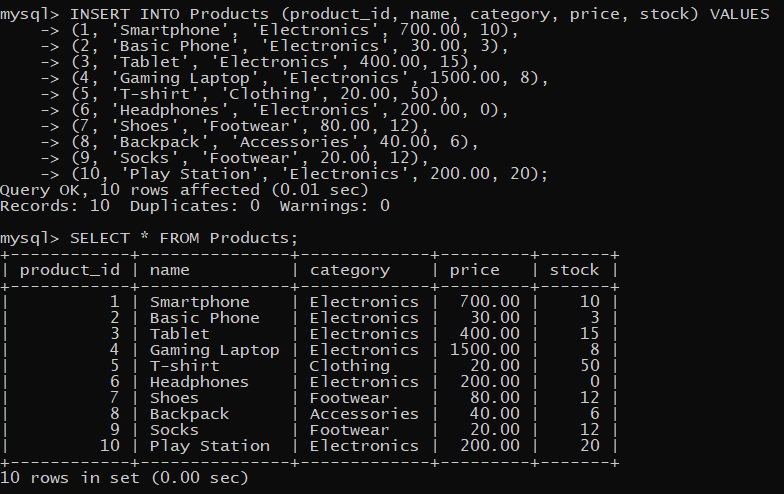 mysql> INSERT INTO Products (product_id, name, category, price, stock) VALUES
    -> (1, 'Smartphone', 'Electronics', 700.00, 10),
    -> (2, 'Basic Phone', 'Electronics', 30.00, 3),
    -> (3, 'Tablet', 'Electronics', 400.00, 15),
    -> (4, 'Gaming Laptop', 'Electronics', 1500.00, 8),
    -> (5, 'T-shirt', 'Clothing', 20.00, 50),
    -> (6, 'Headphones', 'Electronics', 200.00, 0),
    -> (7, 'Shoes', 'Footwear', 80.00, 12),
    -> (8, 'Backpack', 'Accessories', 40.00, 6),
    -> (9, 'Socks', 'Footwear', 20.00, 12),
    -> (10, 'Play Station', 'Electronics', 200.00, 20);
Query OK, 10 rows affected (0.01 sec)
Records: 10  Duplicates: 0  Warnings: 0

mysql> SELECT * FROM Products;
+------------+---------------+-------------+---------+-------+
| product_id | name          | category    | price   | stock |
+------------+---------------+-------------+---------+-------+
|          1 | Smartphone    | Electronics |  700.00 |    10 |
|          2 | Basic Phone   | Electronics |   30.00 |     3 |
|          3 | Tablet        | Electronics |  400.00 |    15 |
|          4 | Gaming Laptop | Electronics | 1500.00 |     8 |
|          5 | T-shirt       | Clothing    |   20.00 |    50 |
|          6 | Headphones    | Electronics |  200.00 |     0 |
|          7 | Shoes         | Footwear    |   80.00 |    12 |
|          8 | Backpack      | Accessories |   40.00 |     6 |
|          9 | Socks         | Footwear    |   20.00 |    12 |
|         10 | Play Station  | Electronics |  200.00 |    20 |
+------------+---------------+-------------+---------+-------+
10 rows in set (0.00 sec)